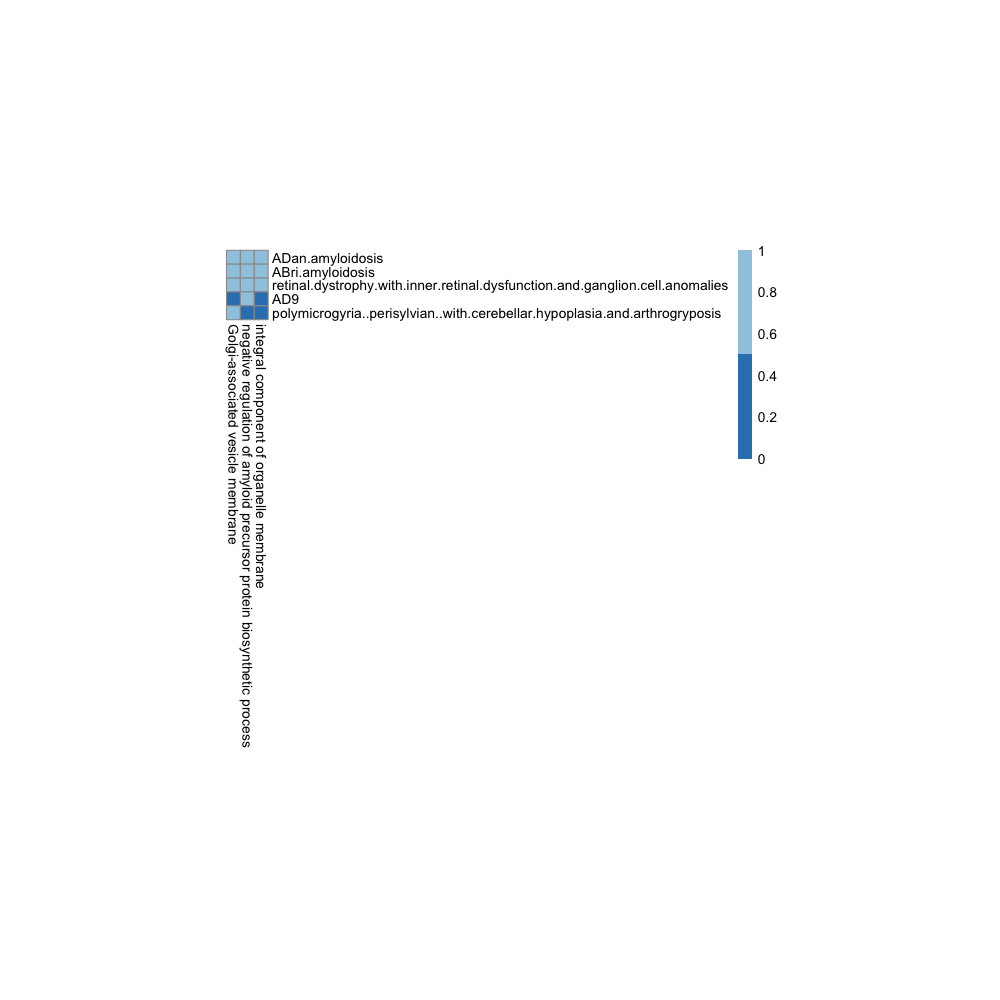 ADan.amyloidosis
ABri.amyloidosis
retinal.dystrophy.with.inner.retinal.dysfunction.and.ganglion.cell.anomalies
AD9
polymicrogyria..perisylvian..with.cerebellar.hypoplasia.and.arthrogryposis
Golgi-associated vesicle membrane
negative regulation of amyloid precursor protein biosynthetic process
integral component of organelle membrane
1
0.8
0.6
0.4
0.2
0